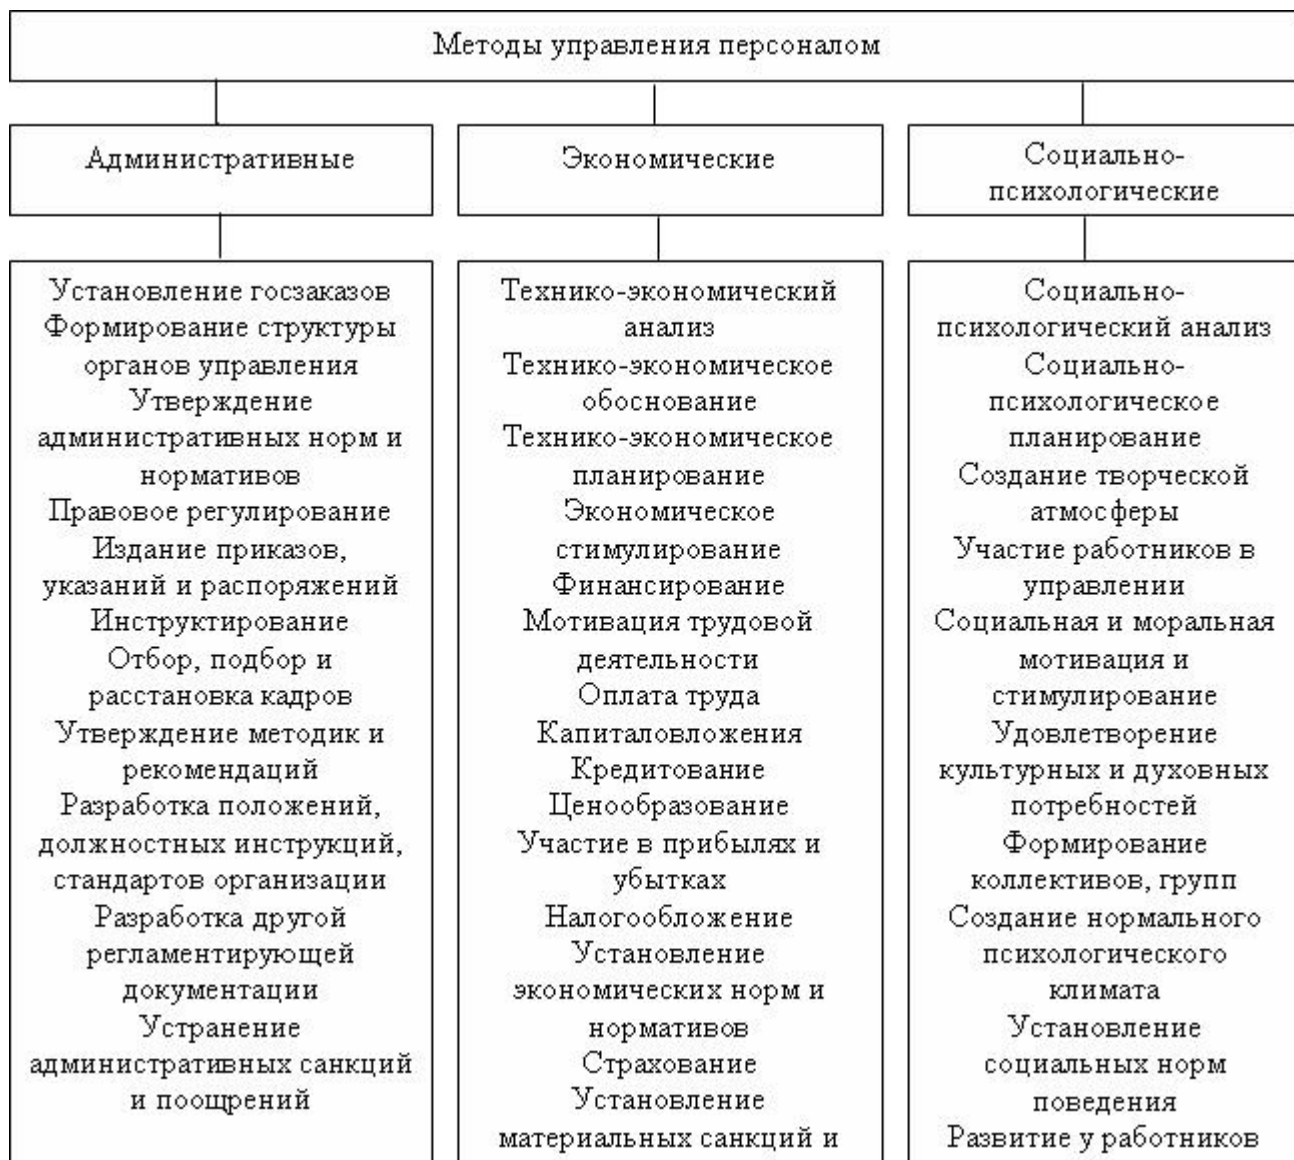 Методы управления персоналом
Административные
Экономические
Социально-
психологические
Установление госзаказов
Формирование структуры
органов управления
Утверждение
административных норм и
нормативов
Правовое регулирование
Издание приказов,
указаний и распоряжений
Инструктирование
Отбор, подбор и
расстановка кадров
Утверждение методик и
рекомендаций
Разработка положений,
должностных инструкций,
стандартов организации
Разработка другой
регламентирующей
документации
Устранение
административных санкций
и поощрений
Технико-экономический
анализ
Технико-экономическое
обоснование
Технико-экономическое
планирование
Экономическое
стимулирование
Финансирование
Мотивация трудовой
деятельности
Оплата труда
Капиталовложения
Кредитование
Ценообразование
Участие в прибылях и
убытках
Налогообложение
Установление
экономических норм и
нормативов
Страхование
Установление
материальных санкций и
Социально-
психологический анализ
Социально-
психологическое
планирование
Создание творческой
атмосферы
Участие работников в
управлении
Социальная и моральная
мотивация и
стимулирование
Удовлетворение
культурных и духовных
потребностей
Формирование
коллективов, групп
Создание нормального
психологического
климата
Установление
социальных норм
поведения
Развитие у работников